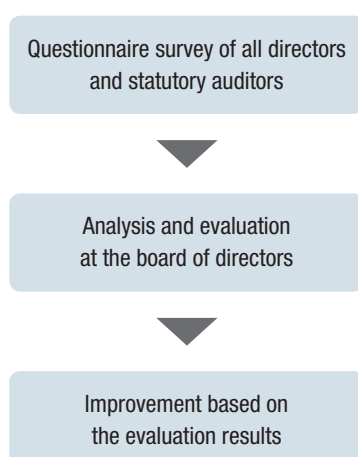 Questionnaire survey of all directors
and statutory auditors
Analysis and evaluation
at the board of directors
Improvement based on
the evaluation results